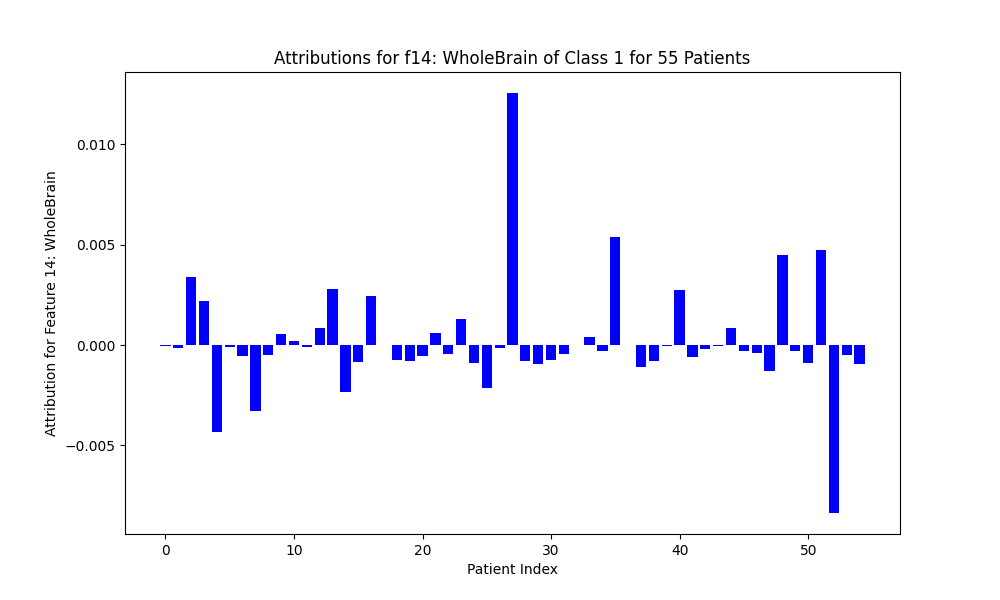 Attributions for f14: WholeBrain of Class 1 for 55 Patients
Attribution for Feature 14: WholeBrain
0.010
0.005
0.000
−0.005
0 10 20 30 40 50
Patient Index